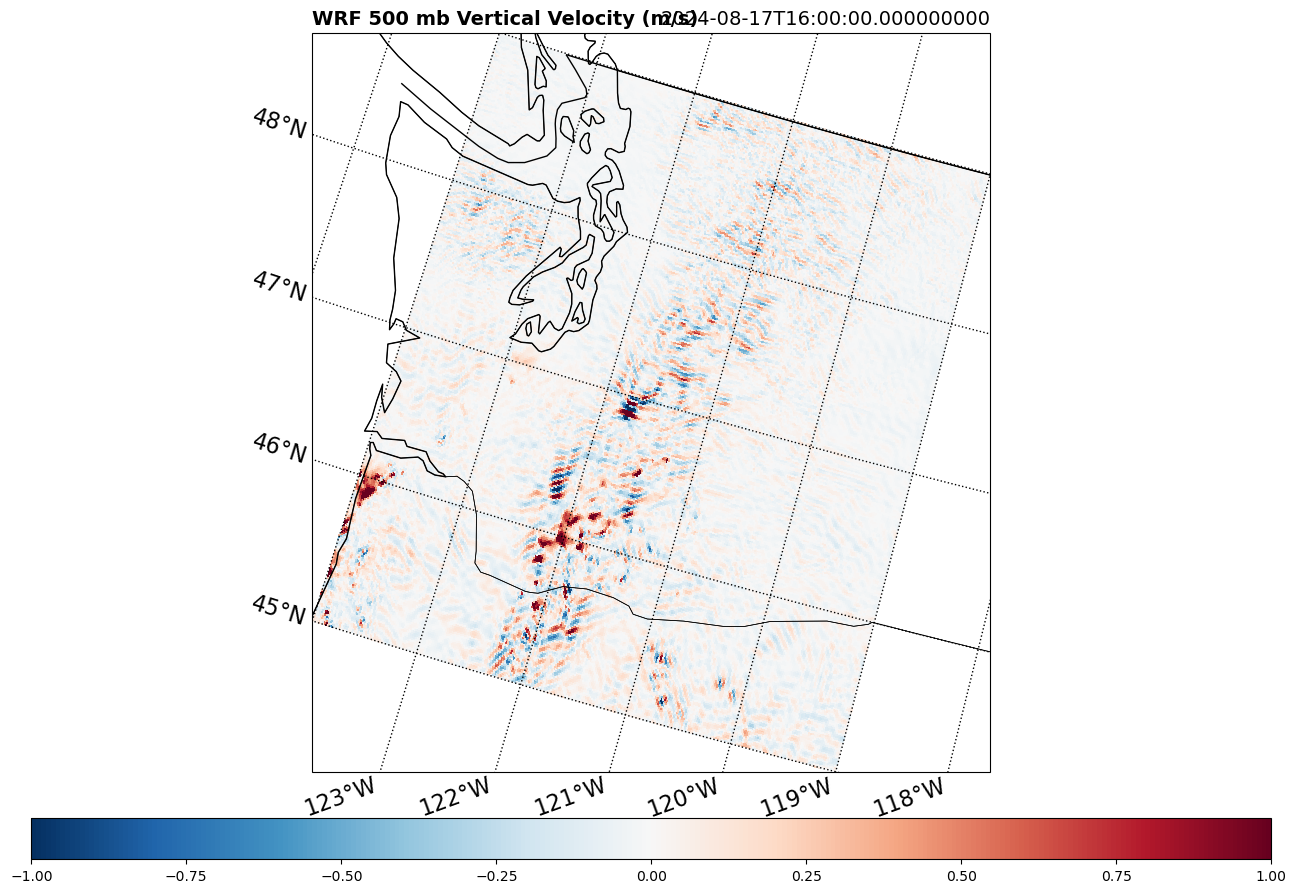 WRF 500 mb Vertical Velocity (m/s) 2024-08-17T16:00:00.000000000
48°N
47°N
46°N
45°N
123°W 122°W 121°W 120°W 119°W 118°W
−1.00 −0.75 −0.50 −0.25 0.00 0.25 0.50 0.75 1.00